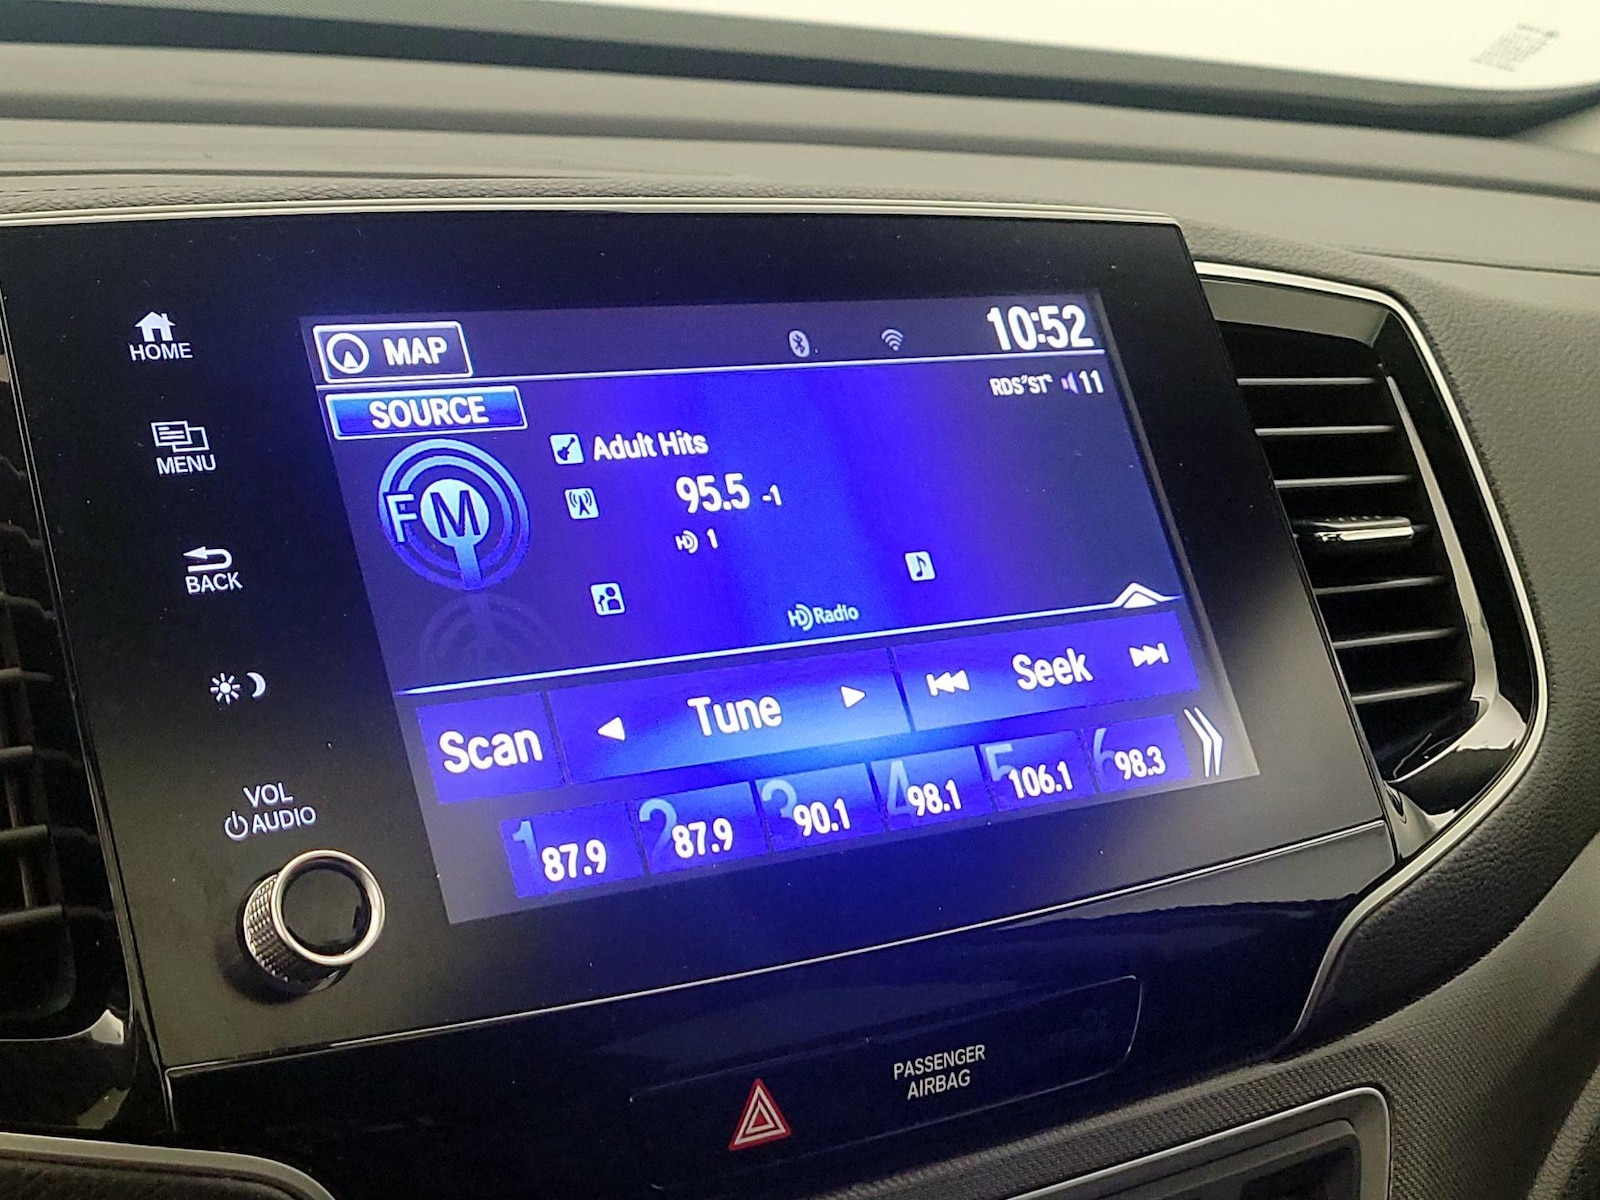 HOME
MENU
BACK
VOL
AUDIO
MAP
10:52
SOURCE
RDS ST 11
FM
Adult Hits
95.5 -1
HD 1
HD Radio
Scan
Tune
Seek
1 87.9
2 87.9
3 90.1
4 98.1
5 106.1
6 98.3
PASSENGER
AIRBAG